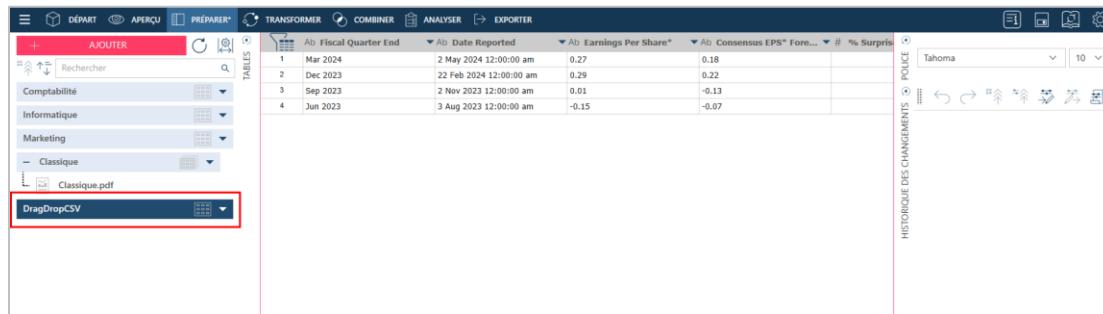 DÉPART APERÇU PRÉPARER* TRANSFORMER COMBINER ANALYSER EXPORTER
+ AJOUTER
Rechercher
Comptabilité
Informatique
Marketing
− Classique
Classique.pdf
DragDropCSV
TABLES
Ab Fiscal Quarter End Ab Date Reported Ab Earnings Per Share* Ab Consensus EPS* Fore... # % Surpris
1 Mar 2024 2 May 2024 12:00:00 am 0.27 0.18
2 Dec 2023 22 Feb 2024 12:00:00 am 0.29 0.22
3 Sep 2023 2 Nov 2023 12:00:00 am 0.01 -0.13
4 Jun 2023 3 Aug 2023 12:00:00 am -0.15 -0.07
POLICE
Tahoma 10
HISTORIQUE DES CHANGEMENTS